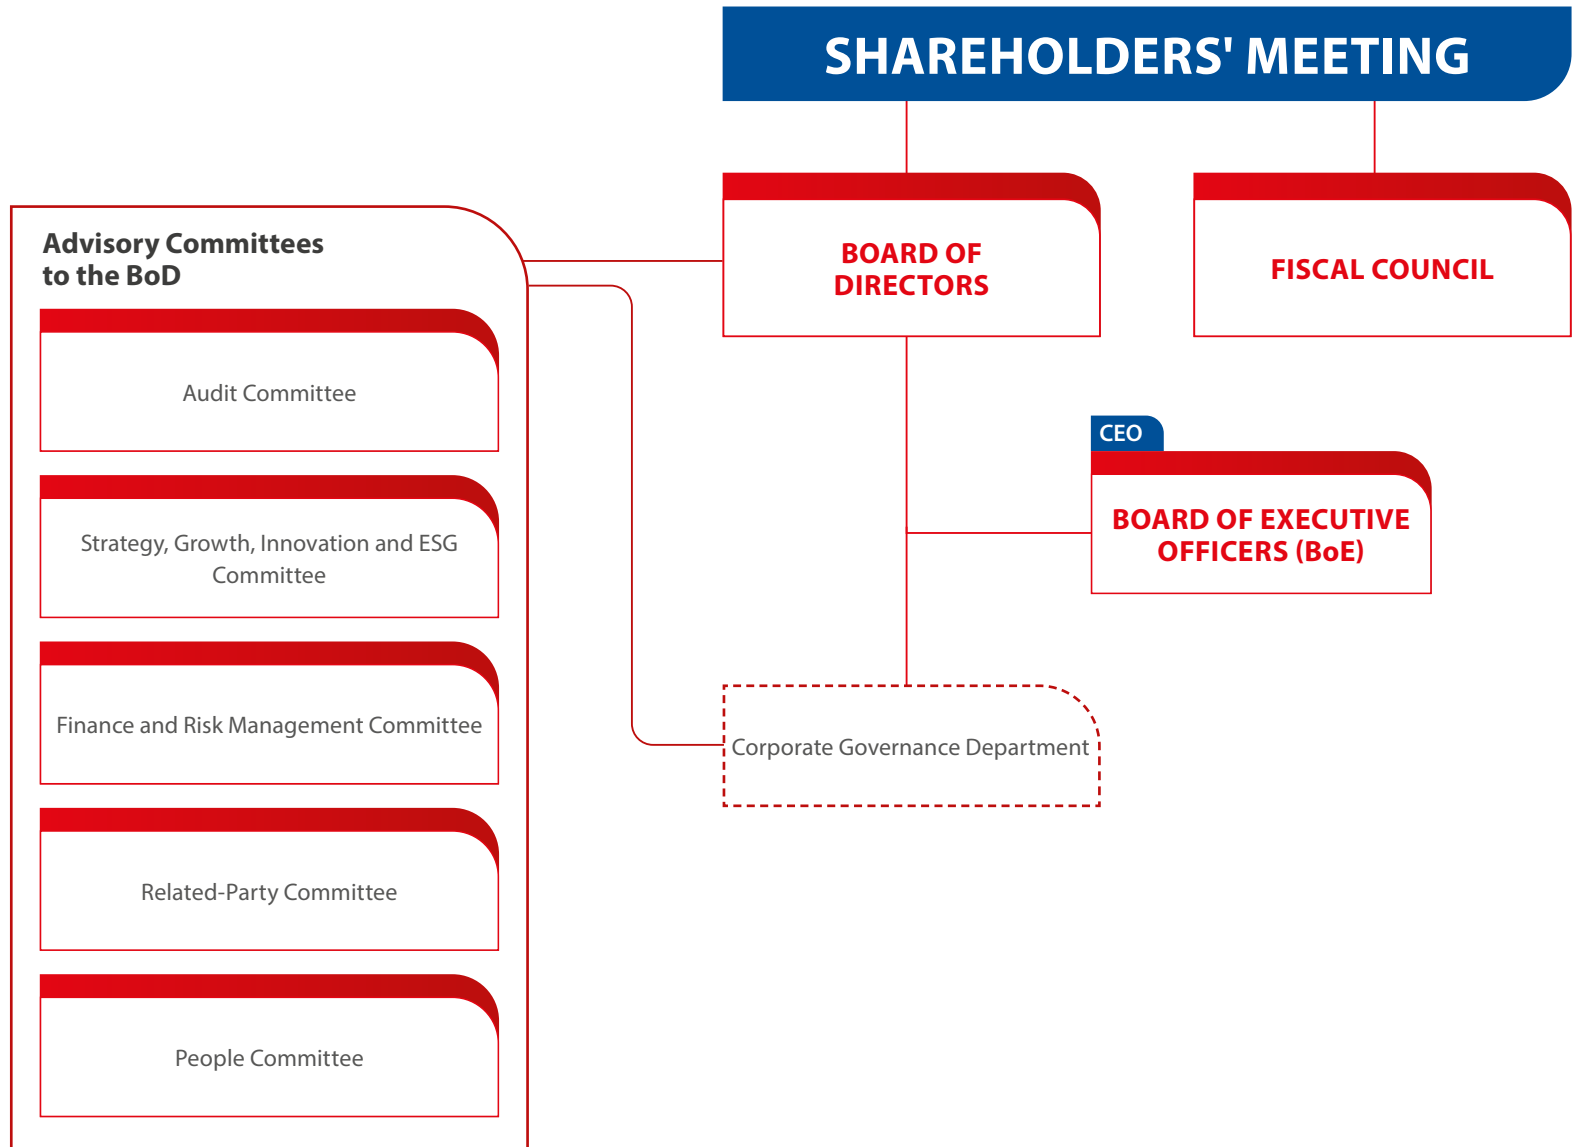 SHAREHOLDERS' MEETING
BOARD OF
DIRECTORS
FISCAL COUNCIL
Advisory Committees
to the BoD
Audit Committee
Strategy, Growth, Innovation and ESG
Committee
Finance and Risk Management Committee
Related-Party Committee
People Committee
CEO
BOARD OF EXECUTIVE
OFFICERS (BoE)
Corporate Governance Department